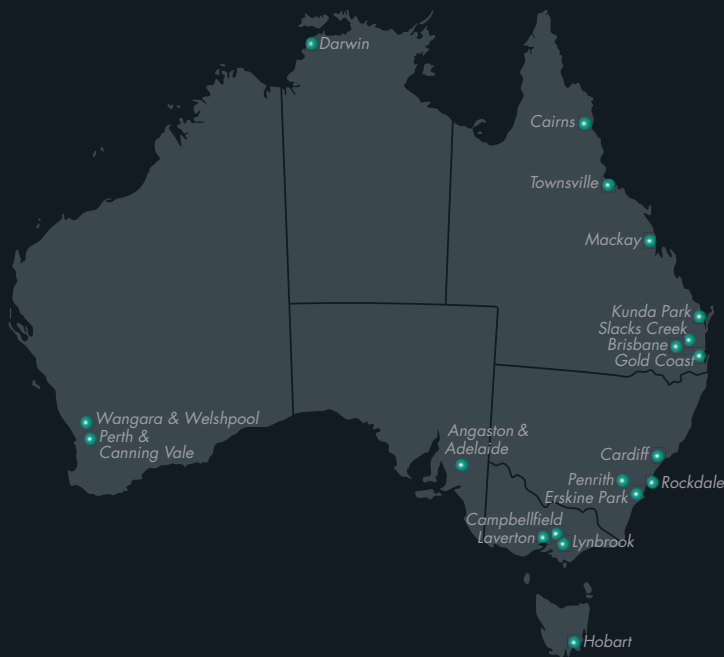 Darwin
Cairns
Townsville
Mackay
Kunda Park
Slacks Creek
Brisbane
Gold Coast
Wangara & Welshpool
Perth &
Canning Vale
Angaston &
Adelaide
Cardiff
Penrith
Rockdale
Erskine Park
Campbellfield
Laverton
Lynbrook
Hobart